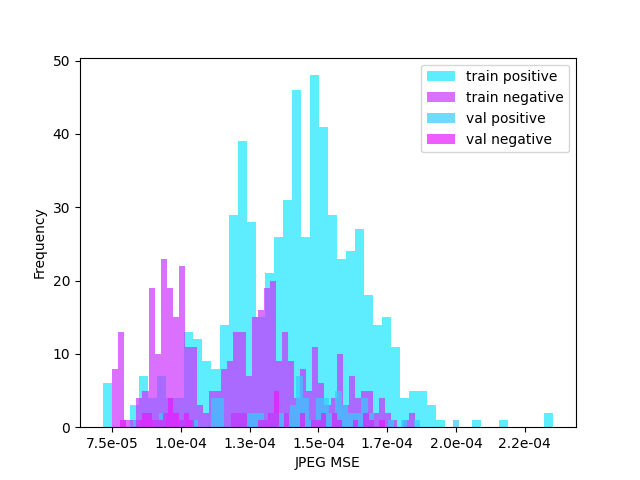 50
40
30
20
10
0
Frequency
7.5e-05 1.0e-04 1.3e-04 1.5e-04 1.7e-04 2.0e-04 2.2e-04
JPEG MSE
train positive
train negative
val positive
val negative